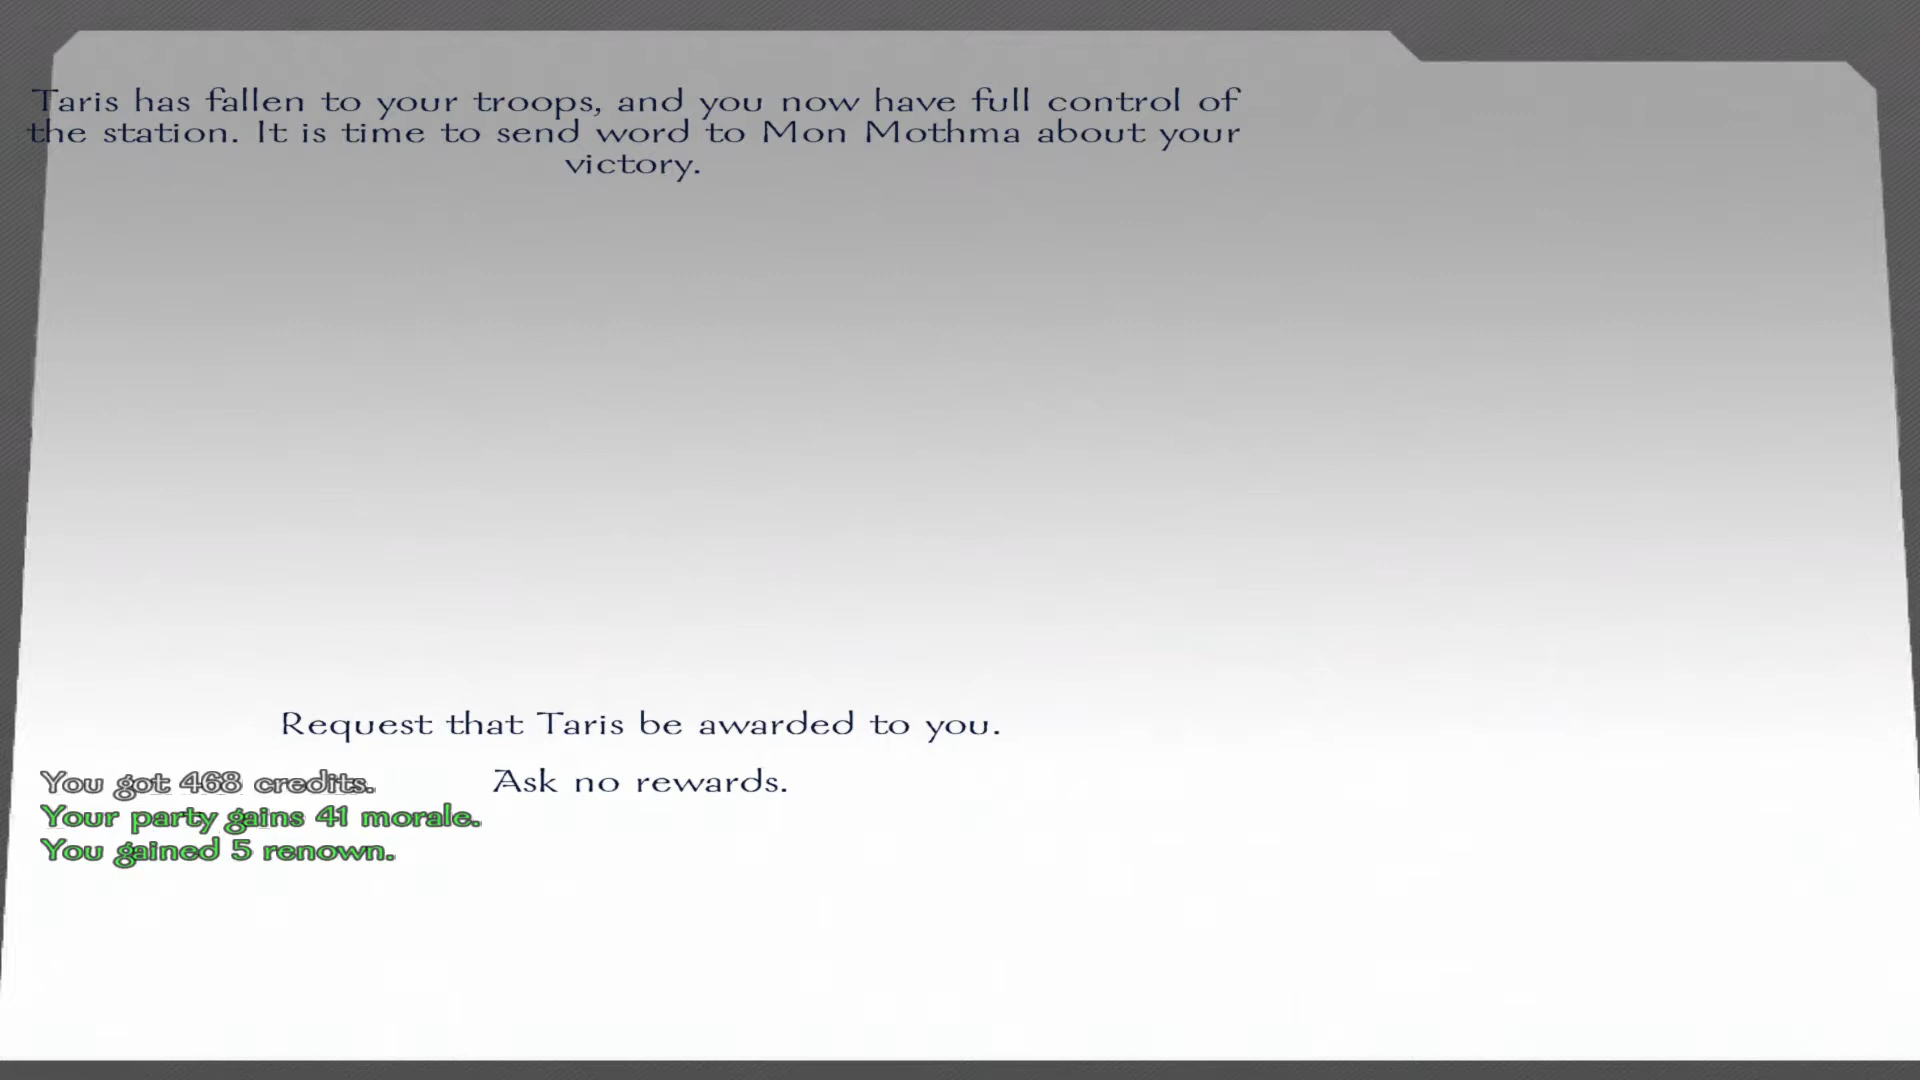 Taris has fallen to your troops, and you now have full control of
the station. It is time to send word to Mon Mothma about your
victory.
Request that Taris be awarded to you.
Ask no rewards.
You got 468 credits.
Your party gains 41 morale.
You gained 5 renown.